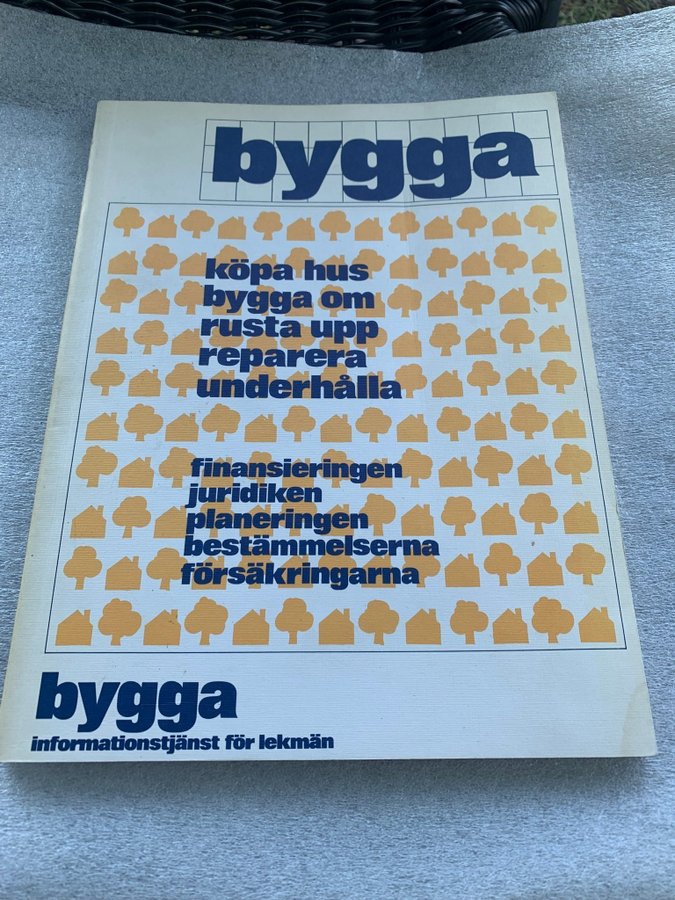 bygga
köpa hus
bygga om
rusta upp
reparera
underhålla
finansieringen
juridiken
planeringen
bestämmelserna
försäkringarna
bygga
informationstjänst för lekmän